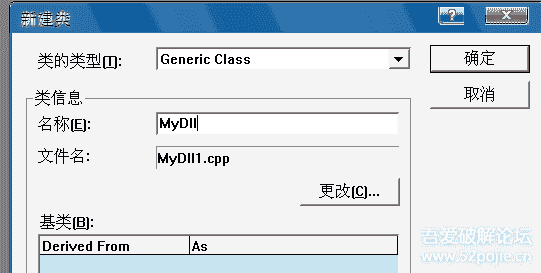 新建类
类的类型(T):
Generic Class
确定
取消
类信息
名称(E):
MyDll
文件名:
MyDll1.cpp
更改(C)...
基类(B):
Derived From
As
吾爱破解论坛
www.52pojie.cn